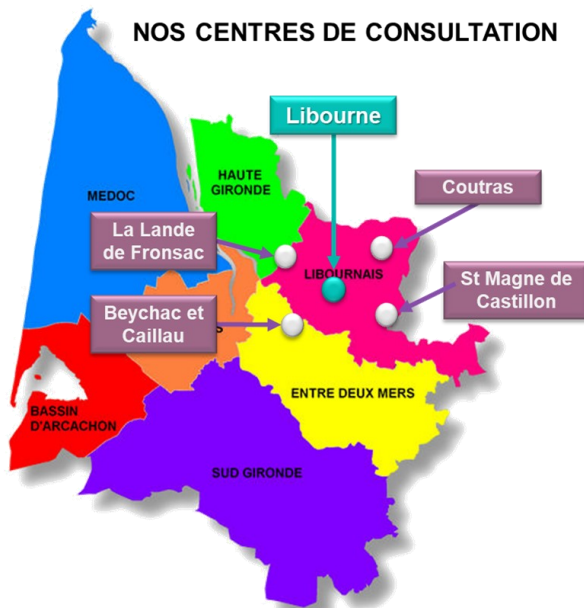 NOS CENTRES DE CONSULTATION
Libourne
HAUTE
GIRONDE
MEDOC
Coutras
La Lande
de Fronsac
LIBOURNAIS
St Magne de
Castillon
Beychac et
Caillau
ENTRE DEUX MERS
BASSIN
D'ARCACHON
SUD GIRONDE